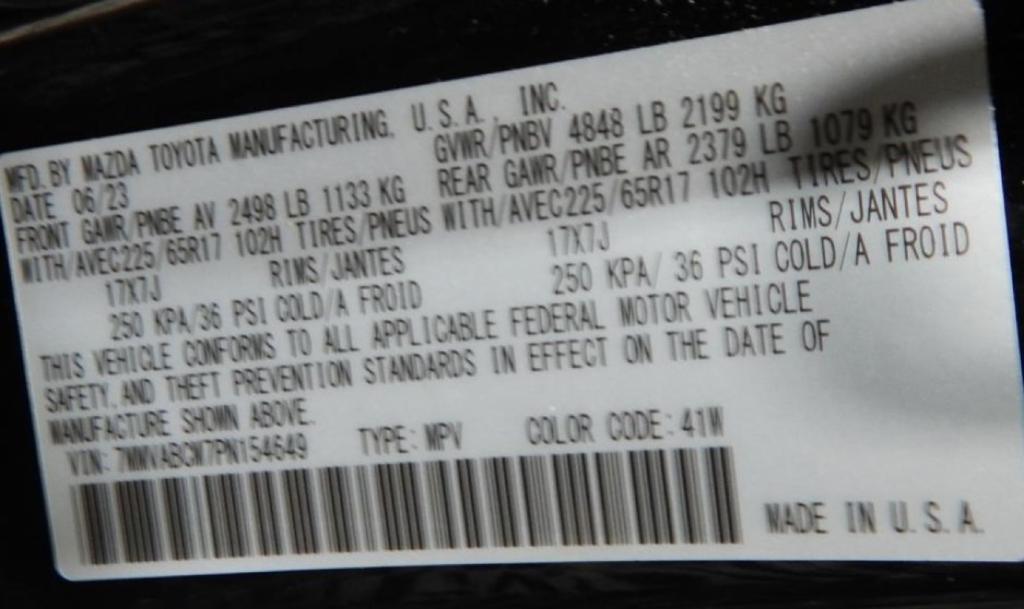 MFD. BY MAZDA TOYOTA MANUFACTURING, U.S.A., INC.
DATE 06/23 GVWR/PNBV 4848 LB 2199 KG
FRONT GAWR/PNBE AV 2498 LB 1133 KG REAR GAWR/PNBE AR 2379 LB 1079 KG
WITH/AVEC225/65R17 102H TIRES/PNEUS WITH/AVEC225/65R17 102H TIRES/PNEUS
17X7J RIMS/JANTES 17X7J RIMS/JANTES
250 KPA/36 PSI COLD/A FROID 250 KPA/ 36 PSI COLD/A FROID
THIS VEHICLE CONFORMS TO ALL APPLICABLE FEDERAL MOTOR VEHICLE
SAFETY, AND THEFT PREVENTION STANDARDS IN EFFECT ON THE DATE OF
MANUFACTURE SHOWN ABOVE.
VIN: 7MMVABCM7PN154649 TYPE: MPV COLOR CODE: 41W
MADE IN U.S.A.